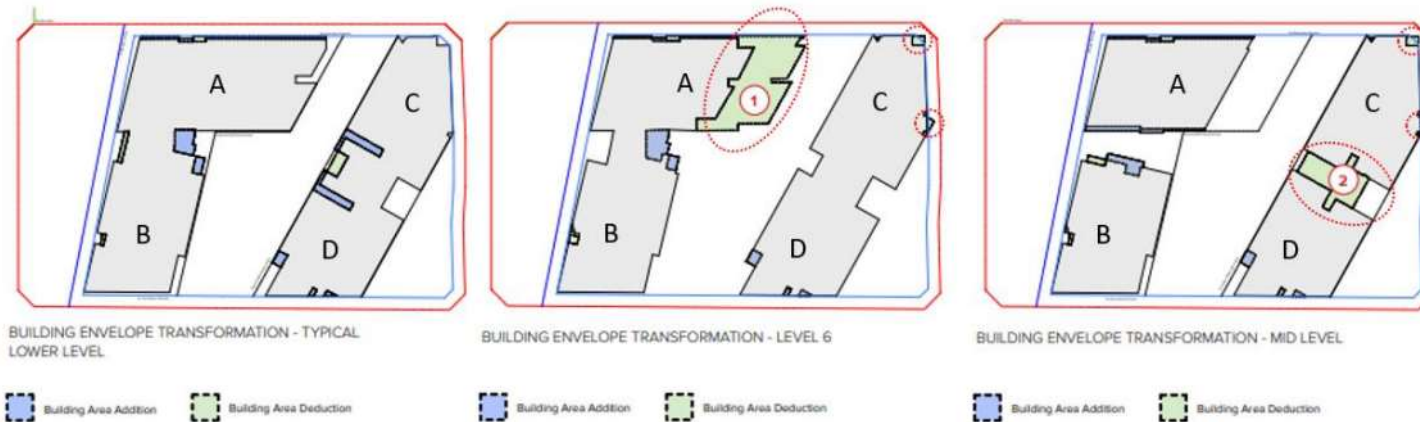 A
B
C
D
BUILDING ENVELOPE TRANSFORMATION - TYPICAL
LOWER LEVEL
Building Area Addition
Building Area Deduction
A
1
B
C
D
BUILDING ENVELOPE TRANSFORMATION - LEVEL 6
Building Area Addition
Building Area Deduction
A
B
C
2
D
BUILDING ENVELOPE TRANSFORMATION - MID LEVEL
Building Area Addition
Building Area Deduction